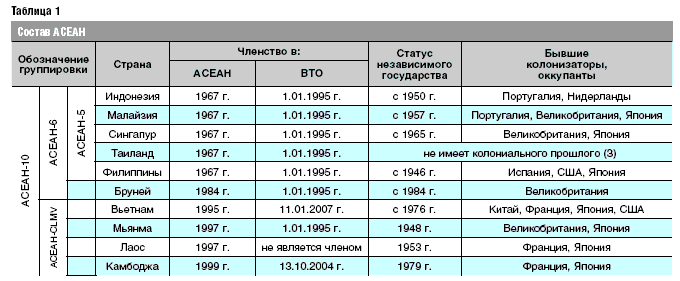 Таблица 1
Состав АСЕАН
Обозначение группировки Страна Членство в: Статус независимого государства Бывшие колонизаторы, оккупанты
АСЕАН ВТО
АСЕАН-10
АСЕАН-6
АСЕАН-5
АСЕАН-CLMV
Индонезия 1967 г. 1.01.1995 г. с 1950 г. Португалия, Нидерланды
Малайзия 1967 г. 1.01.1995 г. с 1957 г. Португалия, Великобритания, Япония
Сингапур 1967 г. 1.01.1995 г. с 1965 г. Великобритания, Япония
Таиланд 1967 г. 1.01.1995 г. не имеет колониального прошлого (3)
Филиппины 1967 г. 1.01.1995 г. с 1946 г. Испания, США, Япония
Бруней 1984 г. 1.01.1995 г. с 1984 г. Великобритания
Вьетнам 1995 г. 11.01.2007 г. с 1976 г. Китай, Франция, Япония, США
Мьянма 1997 г. 1.01.1995 г. 1948 г. Великобритания, Япония
Лаос 1997 г. не является членом 1953 г. Франция, Япония
Камбоджа 1999 г. 13.10.2004 г. 1979 г. Франция, Япония